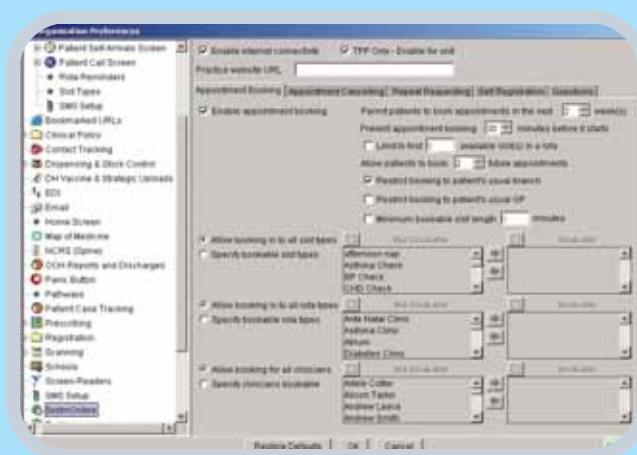 Organisation Preferences
Patient Self Arrivals Screen
Patient Call Screen
Rota Reminders
Slot Types
SMS Setup
Bookmarked URLs
Clinical Policy
Contact Tracking
Dispensing & Stock Control
CH Vaccine & Strategic Uploads
EDI
Email
Home Screen
Map of Medicine
NCRS (Spine)
OOH Reports and Discharges
Panic Button
Pathways
Patient Case Tracking
Prescribing
Registration
Scanning
Schools
Screen-Readers
SMS Setup
SystmOnline
Enable internet connectivity
TPP Only - Enable for unit
Practice website URL
Appointment Booking
Appointment Cancelling
Repeat Requesting
Self Registration
Questions
Enable appointment booking
Permit patients to book appointments in the next
week(s)
Prevent appointment booking
minutes before it starts
Limit to first
available slot(s) in a rota
Allow patients to book
future appointments
Restrict booking to patient's usual branch
Restrict booking to patient's usual GP
Minimum bookable slot length
minutes
Allow booking in to all slot types
Specify bookable slot types
Not Bookable
Bookable
afternoon nap
Asthma Check
BP Check
CHD Check
Allow booking in to all rota types
Specify bookable rota types
Not Bookable
Bookable
Ante Natal Clinic
Asthma Clinic
Atrium
Diabetes Clinic
Allow booking for all clinicians
Specify clinicians bookable
Not Bookable
Bookable
Adele Cotter
Alison Taylor
Andrew Smith
Restore Defaults
OK
Cancel